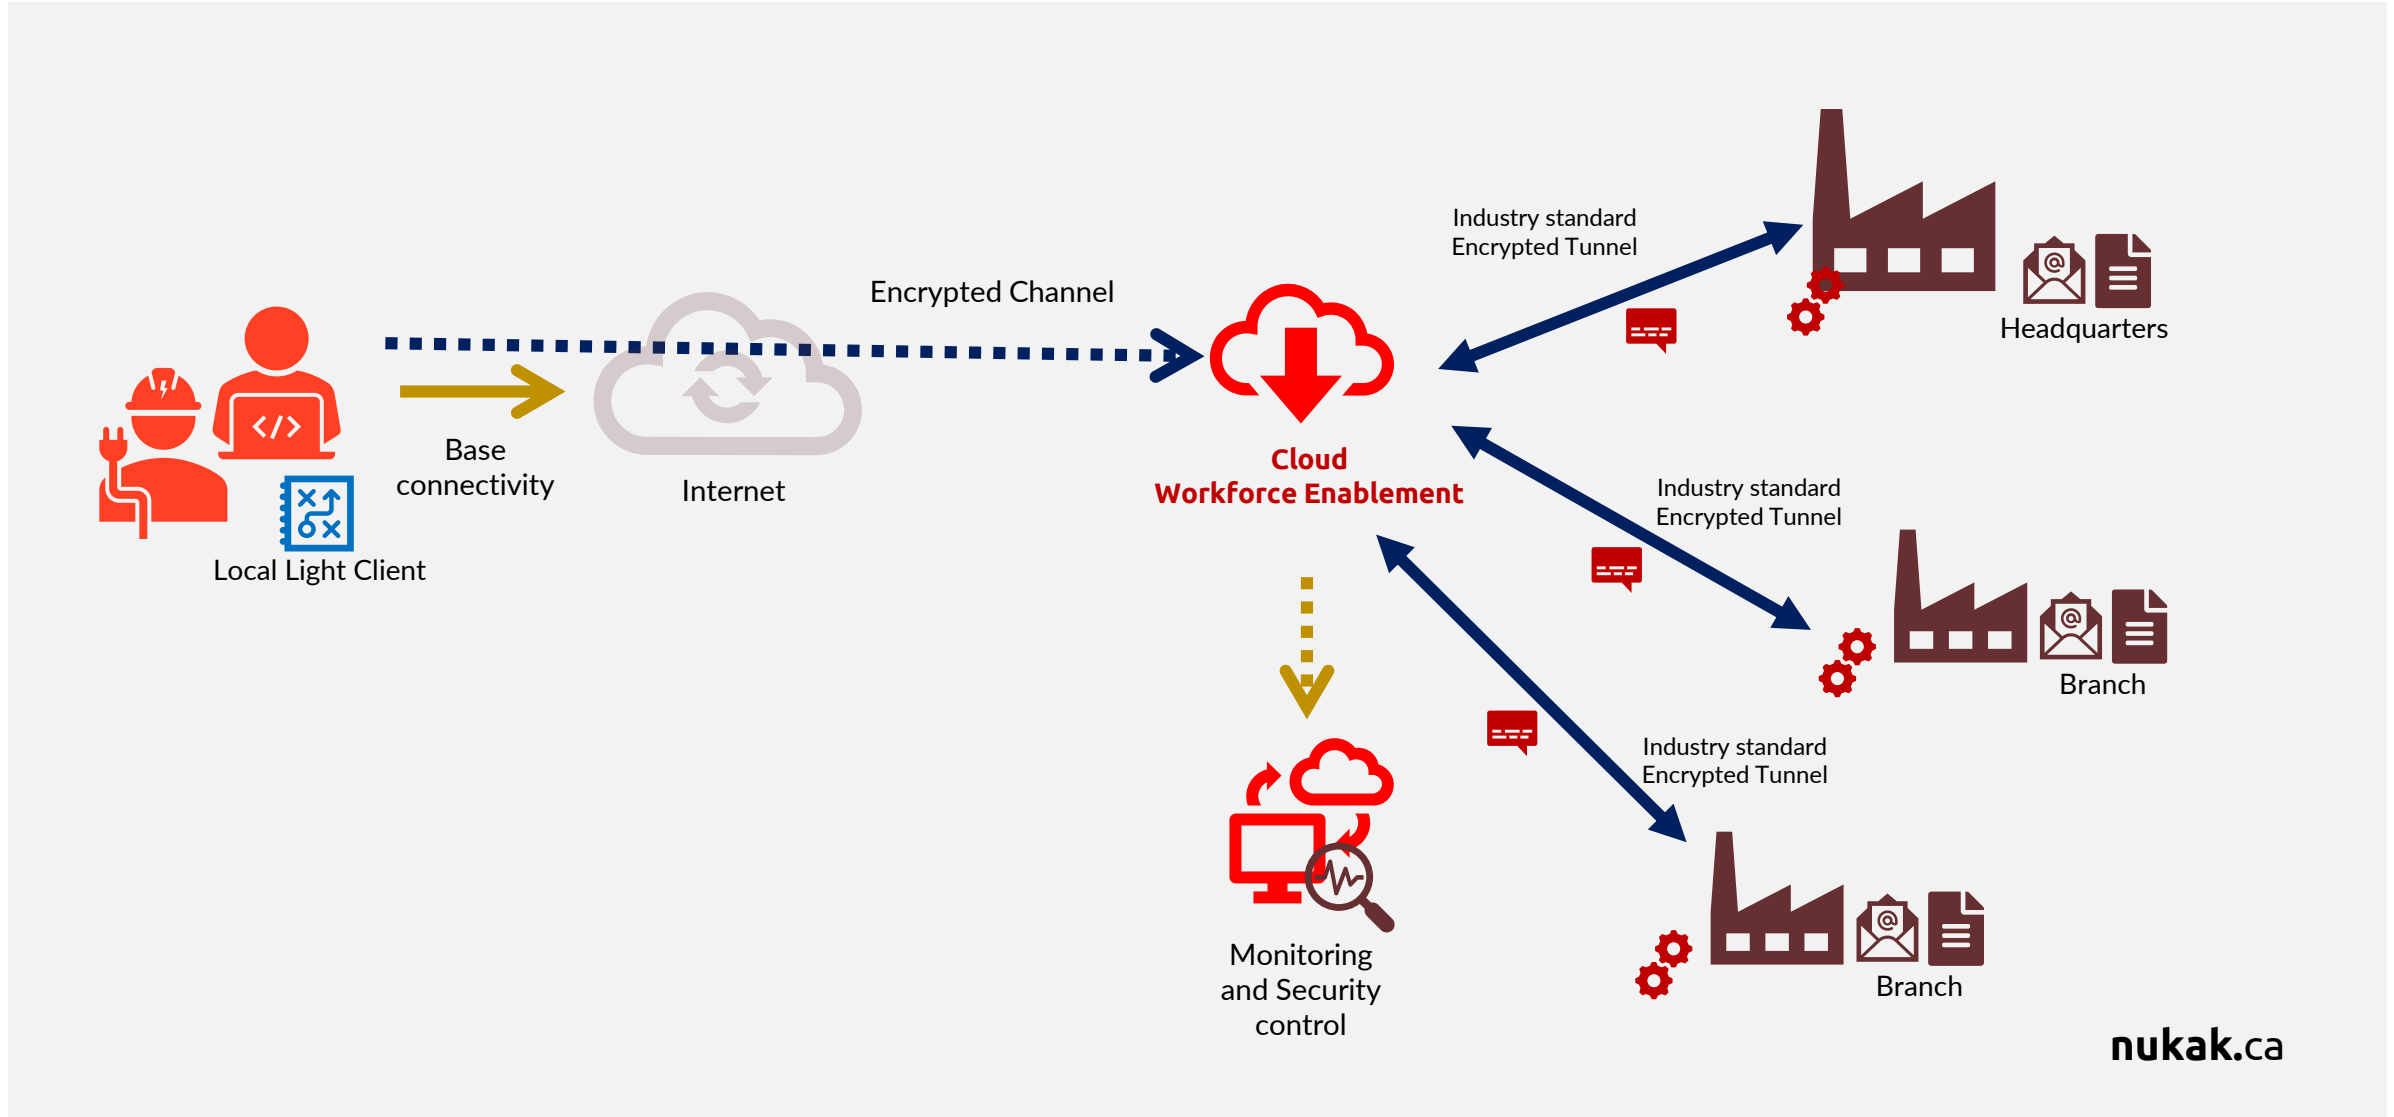 Industry standard
Encrypted Tunnel
Encrypted Channel
Headquarters
Base
connectivity
Internet
Cloud
Workforce Enablement
Local Light Client
Industry standard
Encrypted Tunnel
Branch
Industry standard
Encrypted Tunnel
Monitoring
and Security
control
Branch
nukak.ca